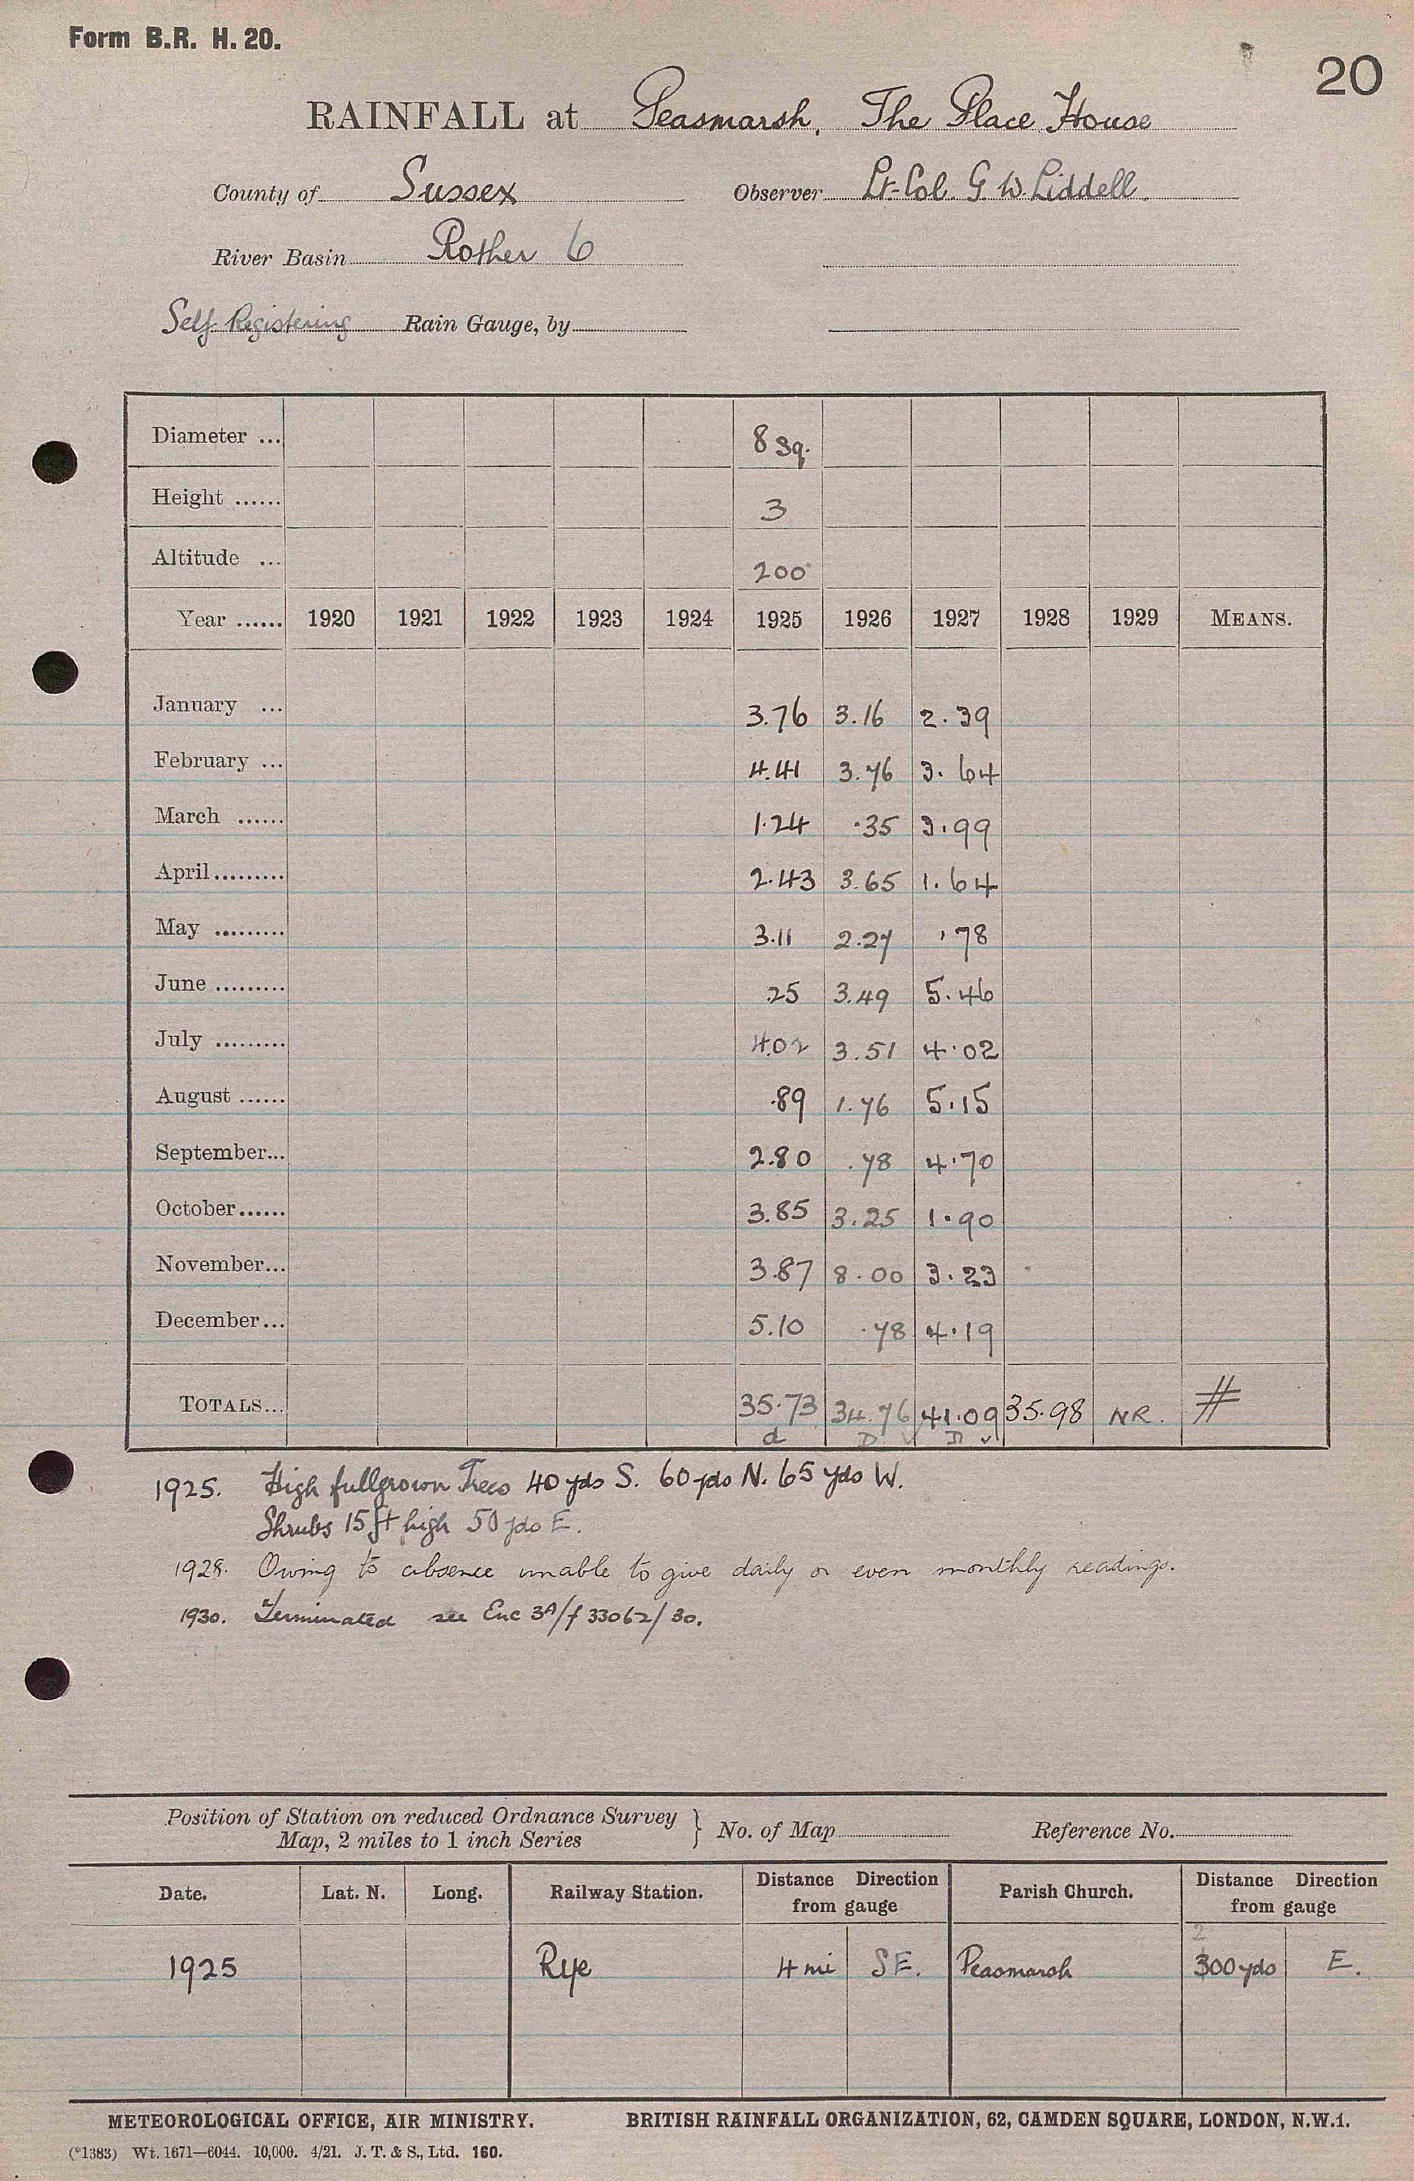 Form B.R. H. 20.
20
RAINFALL at Peasmarsh, The Place House
County of Sussex Observer Lt-Col. G. W. Liddell.
River Basin Rother 6
Self Registering Rain Gauge, by
Diameter ... 8 sq.
Height ...... 3
Altitude ... 200
Year ...... 1920 1921 1922 1923 1924 1925 1926 1927 1928 1929 MEANS.
January ... 3.76 3.16 2.39
February ... 4.41 3.76 3.64
March ...... 1.24 .35 3.99
April ......... 2.43 3.65 1.64
May ......... 3.11 2.27 .78
June ......... .25 3.49 5.46
July ......... 4.02 3.51 4.02
August ...... .89 1.76 5.15
September... 2.80 .78 4.70
October...... 3.85 3.25 1.90
November... 3.87 8.00 3.23
December... 5.10 .78 4.19
TOTALS... 35.73 34.76 41.09 35.98 NR. #
d D v D v
1925. High fullgrown Trees 40 yds S. 60 yds N. 65 yds W.
Shrubs 15 ft high 50 yds E.
1928. Owing to absence unable to give daily or even monthly readings.
1930. Terminated see Enc 3A/f 33062/30.
Position of Station on reduced Ordnance Survey
Map, 2 miles to 1 inch Series } No. of Map Reference No.
Date. Lat. N. Long. Railway Station. Distance Direction from gauge Parish Church. Distance Direction from gauge
2
1925 Rye 4 mi SE. Peasmarsh 300 yds E.
METEOROLOGICAL OFFICE, AIR MINISTRY. BRITISH RAINFALL ORGANIZATION, 62, CAMDEN SQUARE, LONDON, N.W.1.
(*1383) Wt. 1671—6044. 10,000. 4/21. J. T. & S., Ltd. 160.